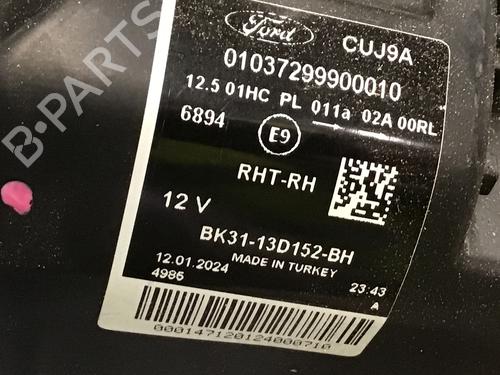 Ford CUJ9A
01037299900010
12.5 01HC PL 011a 02A 00RL
6894 E9
RHT-RH
12 V
BK31-13D152-BH
12.01.2024 MADE IN TURKEY 23:43
4986 A
0001471201240000710
B-Parts